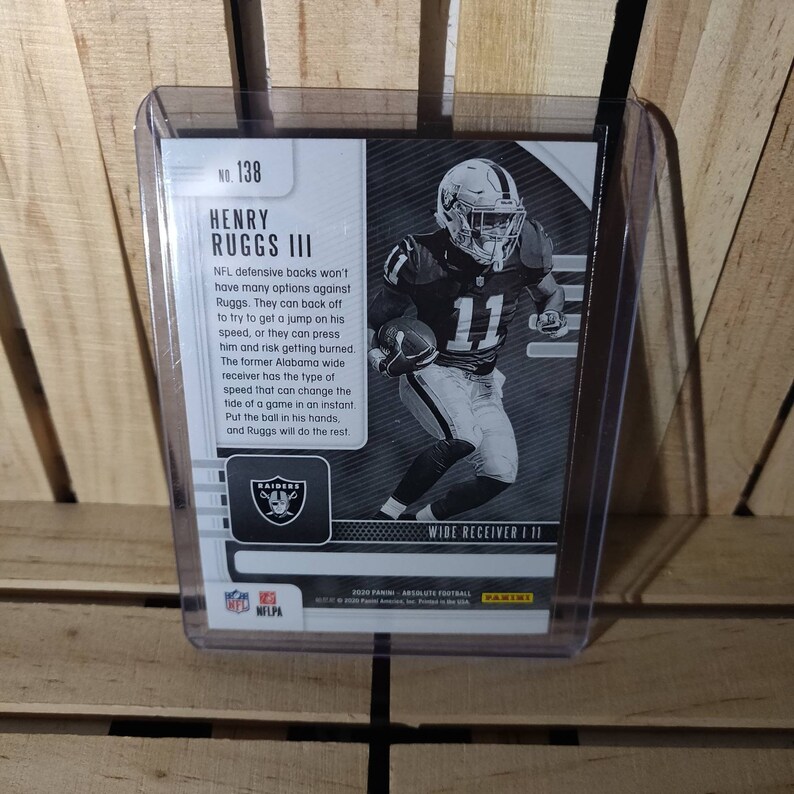 NO. 138
HENRY
RUGGS III
NFL defensive backs won't
have many options against
Ruggs. They can back off
to try to get a jump on his
speed, or they can press
him and risk getting burned.
The former Alabama wide
receiver has the type of
speed that can change the
tide of a game in an instant.
Put the ball in his hands,
and Ruggs will do the rest.
11
11
RAIDERS
WIDE RECEIVER | 11
NFL
NFLPA
2020 PANINI - ABSOLUTE FOOTBALL
© 2020 Panini America, Inc. Printed in the USA.
PANINI